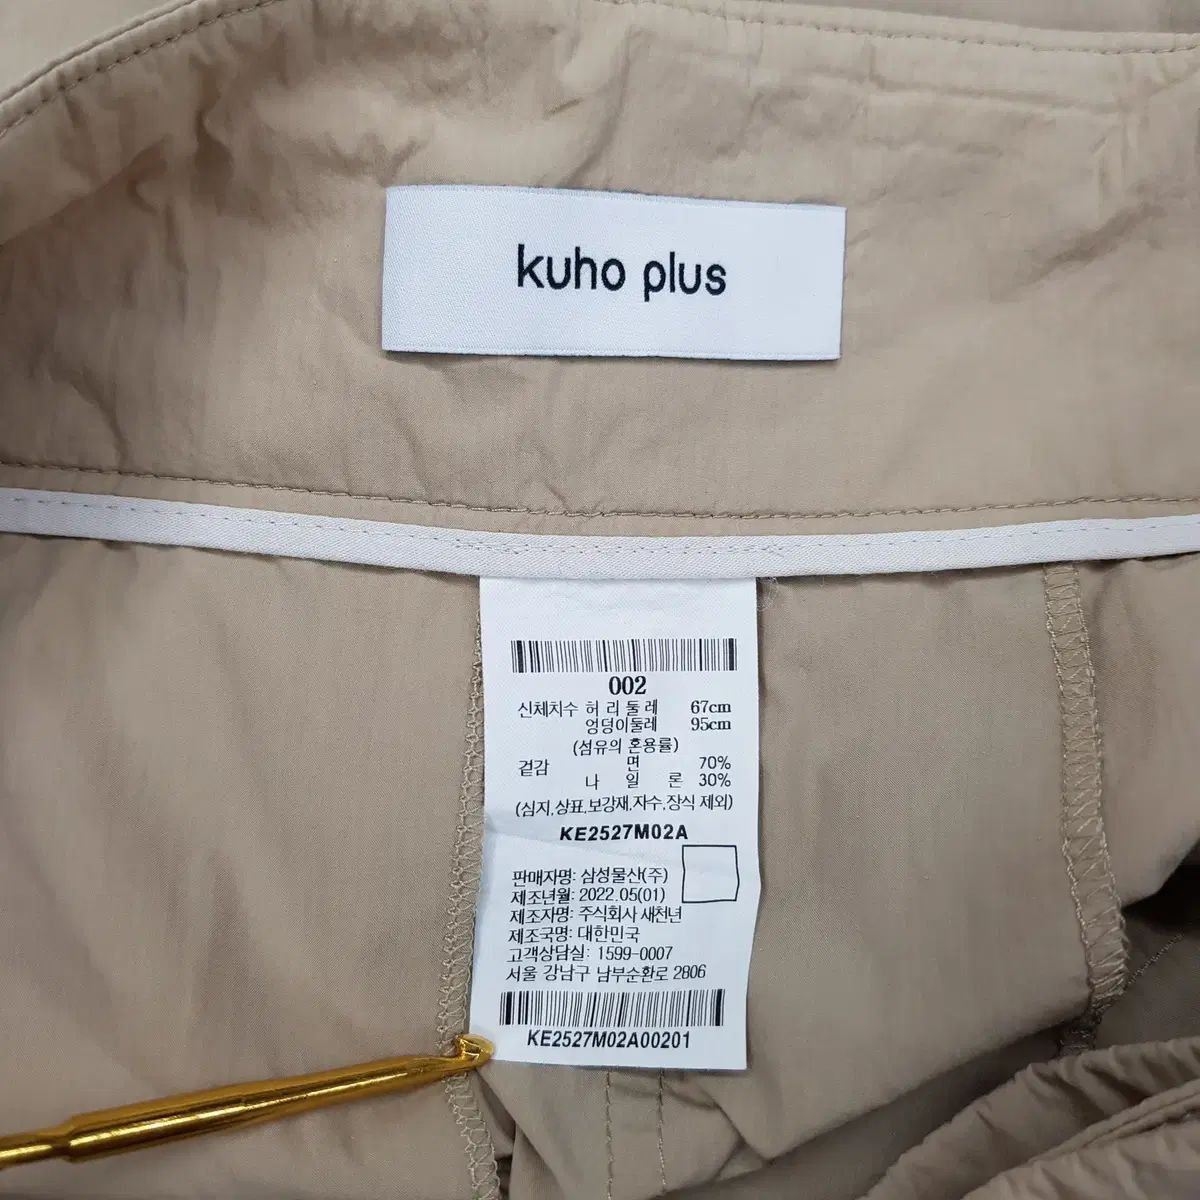 kuho plus
002
신체치수 허 리 둘 레 67cm
엉덩이둘레 95cm
(섬유의 혼용률)
겉감 면 70%
나 일 론 30%
(심지,상표,보강재,자수,장식 제외)
KE2527M02A
판매자명: 삼성물산(주)
제조년월: 2022.05(01)
제조자명: 주식회사 새천년
제조국명: 대한민국
고객상담실: 1599-0007
서울 강남구 남부순환로 2806
KE2527M02A00201